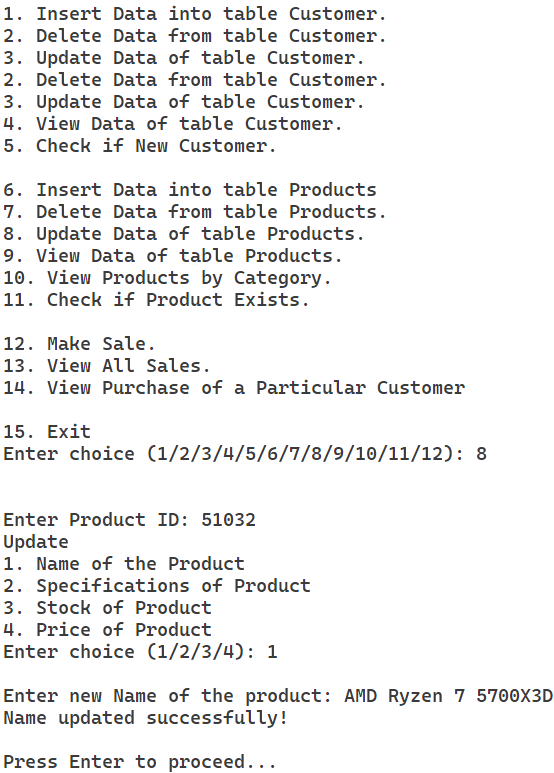 1. Insert Data into table Customer.
2. Delete Data from table Customer.
3. Update Data of table Customer.
2. Delete Data from table Customer.
3. Update Data of table Customer.
4. View Data of table Customer.
5. Check if New Customer.
6. Insert Data into table Products
7. Delete Data from table Products.
8. Update Data of table Products.
9. View Data of table Products.
10. View Products by Category.
11. Check if Product Exists.
12. Make Sale.
13. View All Sales.
14. View Purchase of a Particular Customer
15. Exit
Enter choice (1/2/3/4/5/6/7/8/9/10/11/12): 8
Enter Product ID: 51032
Update
1. Name of the Product
2. Specifications of Product
3. Stock of Product
4. Price of Product
Enter choice (1/2/3/4): 1
Enter new Name of the product: AMD Ryzen 7 5700X3D
Name updated successfully!
Press Enter to proceed...